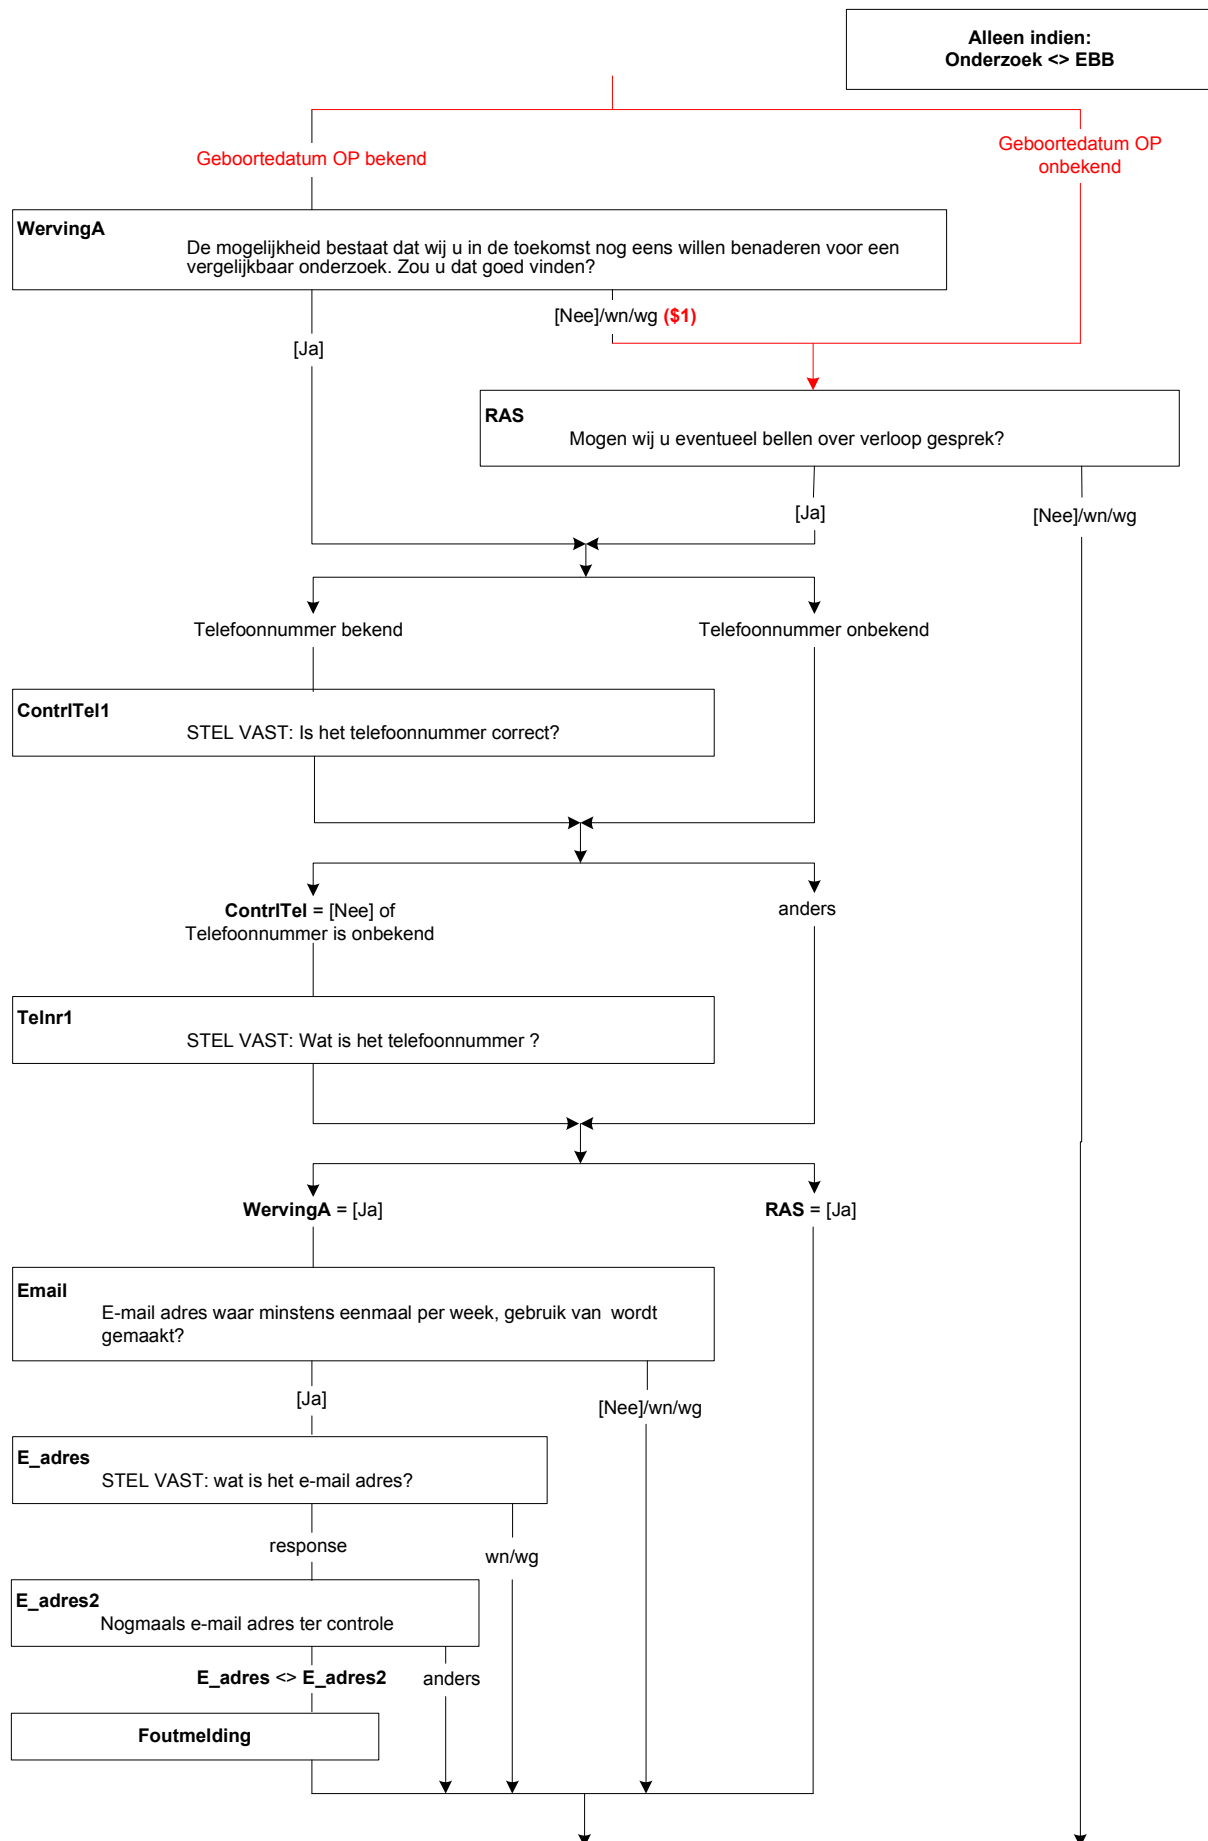 Alleen indien:
Onderzoek <> EBB
Geboortedatum OP bekend
Geboortedatum OP
onbekend
WervingA
De mogelijkheid bestaat dat wij u in de toekomst nog eens willen benaderen voor een
vergelijkbaar onderzoek. Zou u dat goed vinden?
[Nee]/wn/wg ($1)
[Ja]
RAS
Mogen wij u eventueel bellen over verloop gesprek?
[Ja]
[Nee]/wn/wg
Telefoonnummer bekend
Telefoonnummer onbekend
ContrlTel1
STEL VAST: Is het telefoonnummer correct?
ContrlTel = [Nee] of
Telefoonnummer is onbekend
anders
Telnr1
STEL VAST: Wat is het telefoonnummer ?
WervingA = [Ja]
RAS = [Ja]
Email
E-mail adres waar minstens eenmaal per week, gebruik van wordt
gemaakt?
[Ja]
[Nee]/wn/wg
E_adres
STEL VAST: wat is het e-mail adres?
response
wn/wg
E_adres2
Nogmaals e-mail adres ter controle
E_adres <> E_adres2
anders
Foutmelding